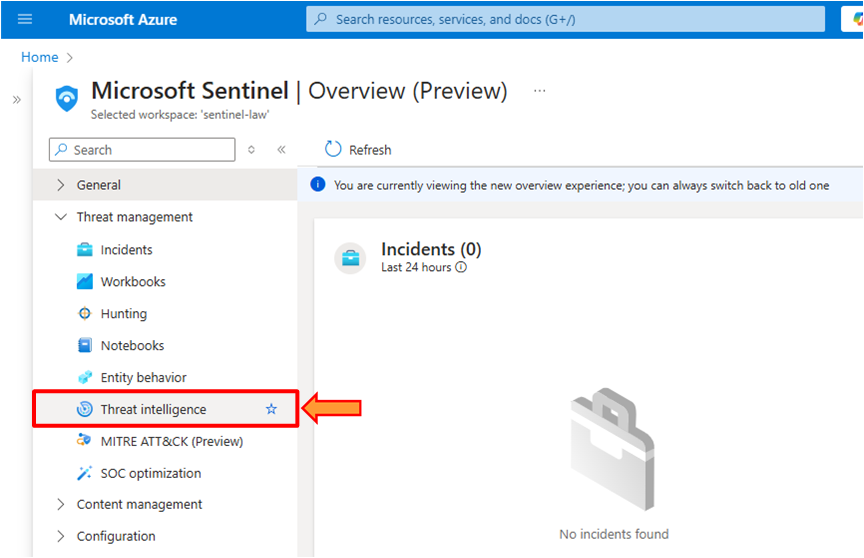 Microsoft Azure
Search resources, services, and docs (G+/)
Home
Microsoft Sentinel | Overview (Preview)
Selected workspace: 'sentinel-law'
Search
Refresh
General
You are currently viewing the new overview experience; you can always switch back to old one
Threat management
Incidents
Workbooks
Hunting
Notebooks
Entity behavior
Threat intelligence
MITRE ATT&CK (Preview)
SOC optimization
Content management
Configuration
Incidents (0)
Last 24 hours
No incidents found